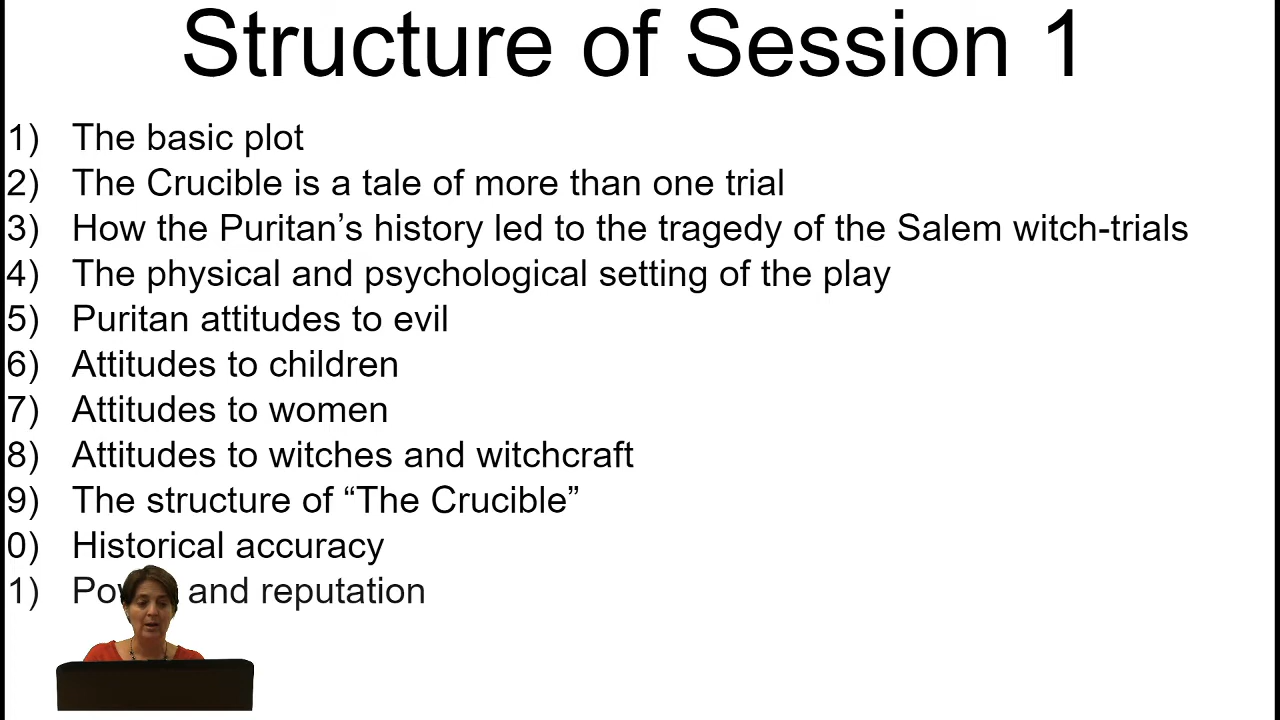 Structure of Session 1
1) The basic plot
2) The Crucible is a tale of more than one trial
3) How the Puritan’s history led to the tragedy of the Salem witch-trials
4) The physical and psychological setting of the play
5) Puritan attitudes to evil
6) Attitudes to children
7) Attitudes to women
8) Attitudes to witches and witchcraft
9) The structure of “The Crucible”
0) Historical accuracy
1) and reputation